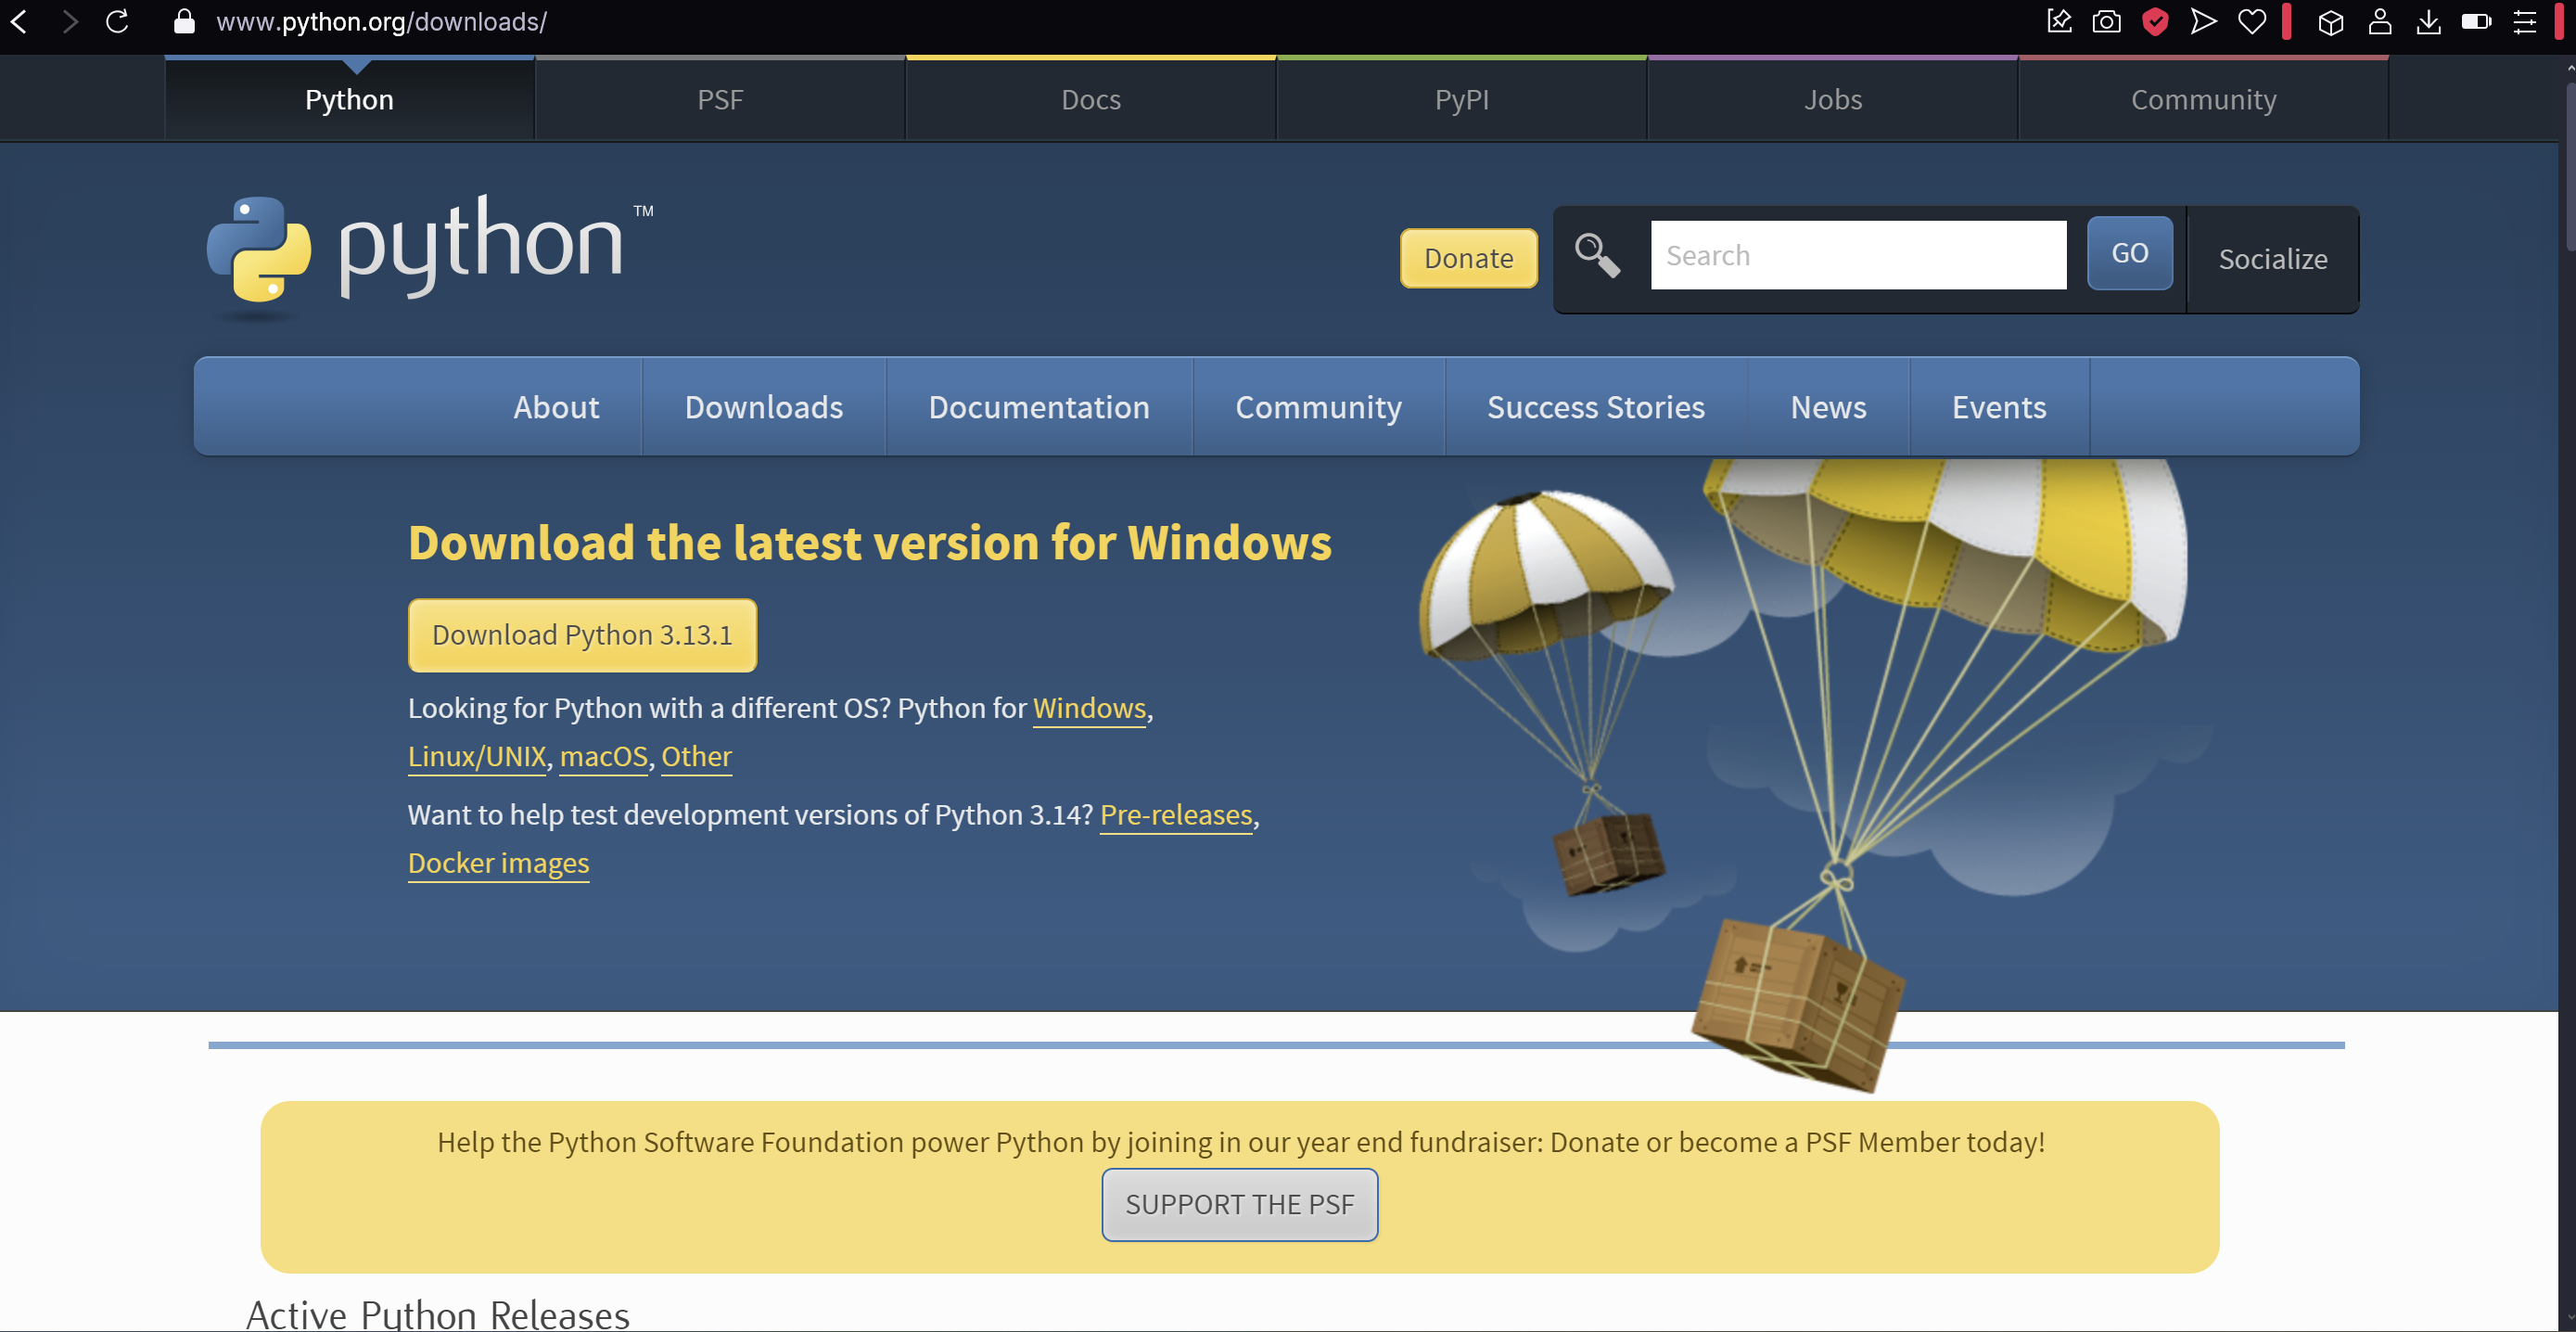 www.python.org/downloads/
Python
PSF
Docs
PyPI
Jobs
Community
python™
Donate
Search
GO
Socialize
About
Downloads
Documentation
Community
Success Stories
News
Events
Download the latest version for Windows
Download Python 3.13.1
Looking for Python with a different OS? Python for Windows,
Linux/UNIX, macOS, Other
Want to help test development versions of Python 3.14? Pre-releases,
Docker images
Help the Python Software Foundation power Python by joining in our year end fundraiser: Donate or become a PSF Member today!
SUPPORT THE PSF
Active Python Releases